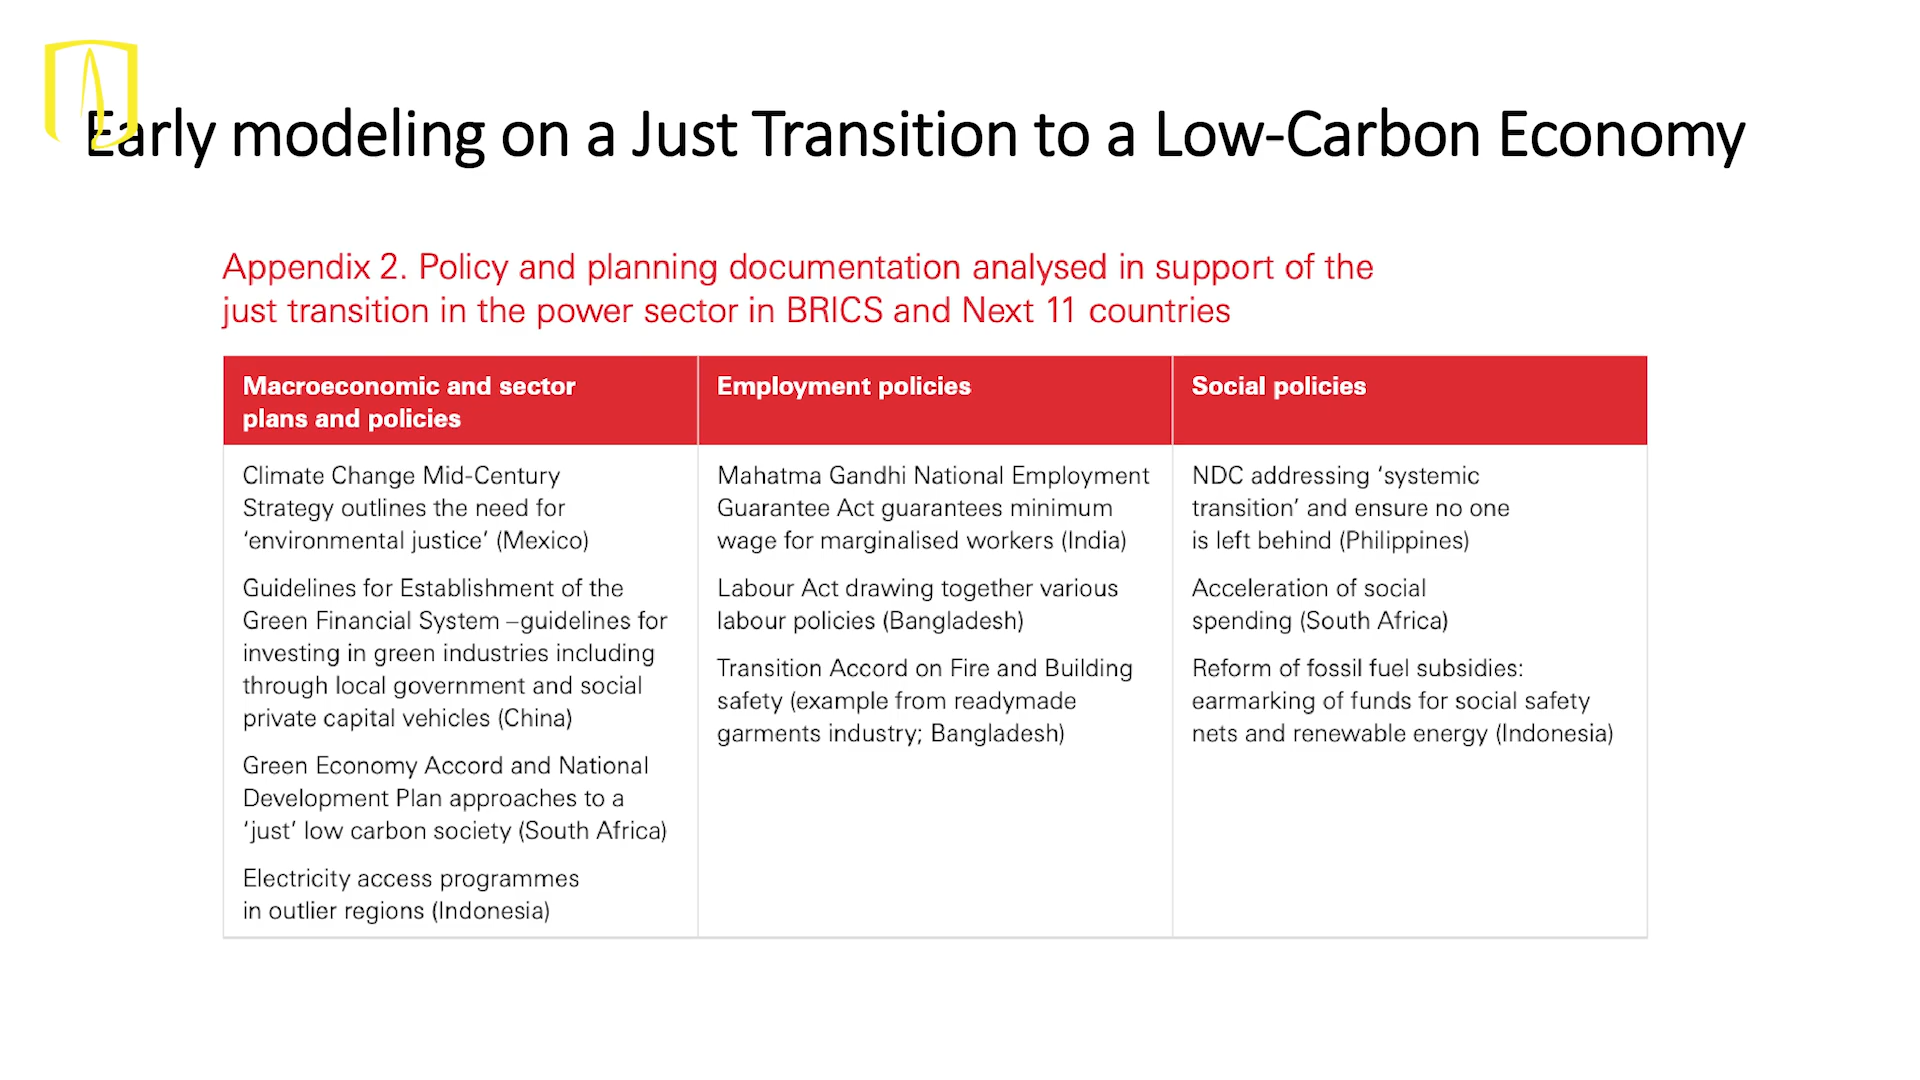 Early modeling on a Just Transition to a Low-Carbon Economy
Appendix 2. Policy and planning documentation analysed in support of the
just transition in the power sector in BRICS and Next 11 countries
Macroeconomic and sector
plans and policies
Climate Change Mid-Century
Strategy outlines the need for
‘environmental justice’ (Mexico)
Guidelines for Establishment of the
Green Financial System –guidelines for
investing in green industries including
through local government and social
private capital vehicles (China)
Green Economy Accord and National
Development Plan approaches to a
‘just’ low carbon society (South Africa)
Electricity access programmes
in outlier regions (Indonesia)
Employment policies
Mahatma Gandhi National Employment
Guarantee Act guarantees minimum
wage for marginalised workers (India)
Labour Act drawing together various
labour policies (Bangladesh)
Transition Accord on Fire and Building
safety (example from readymade
garments industry; Bangladesh)
Social policies
NDC addressing ‘systemic
transition’ and ensure no one
is left behind (Philippines)
Acceleration of social
spending (South Africa)
Reform of fossil fuel subsidies:
earmarking of funds for social safety
nets and renewable energy (Indonesia)